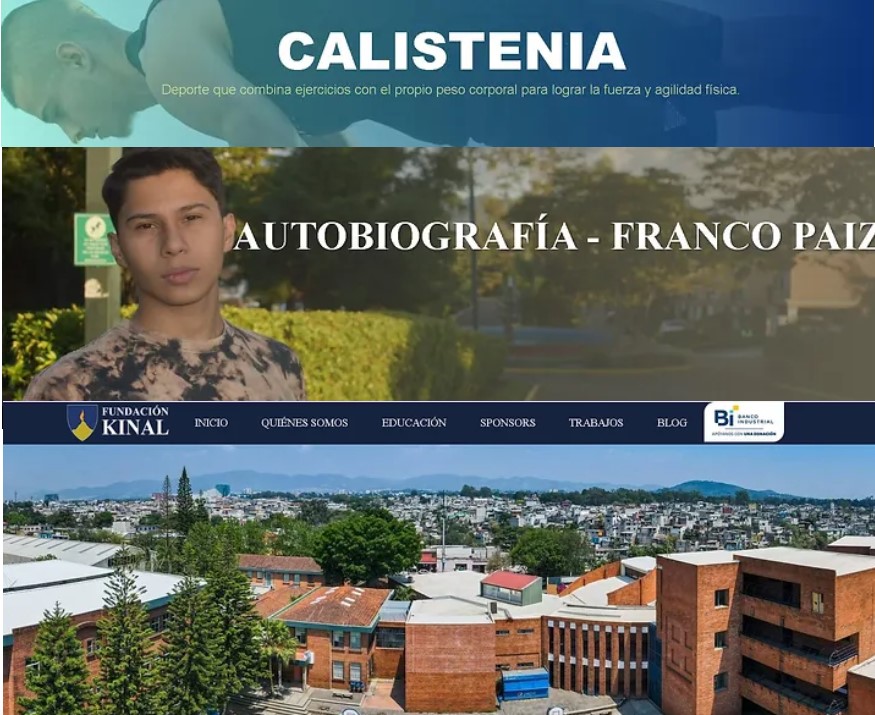 CALISTENIA
Deporte que combina ejercicios con el propio peso corporal para lograr la fuerza y agilidad física.
AUTOBIOGRAFÍA - FRANCO PAIZ
FUNDACIÓN
KINAL
INICIO QUIÉNES SOMOS EDUCACIÓN SPONSORS TRABAJOS BLOG
Bi BANCO
INDUSTRIAL
APÓYANOS CON UNA DONACIÓN